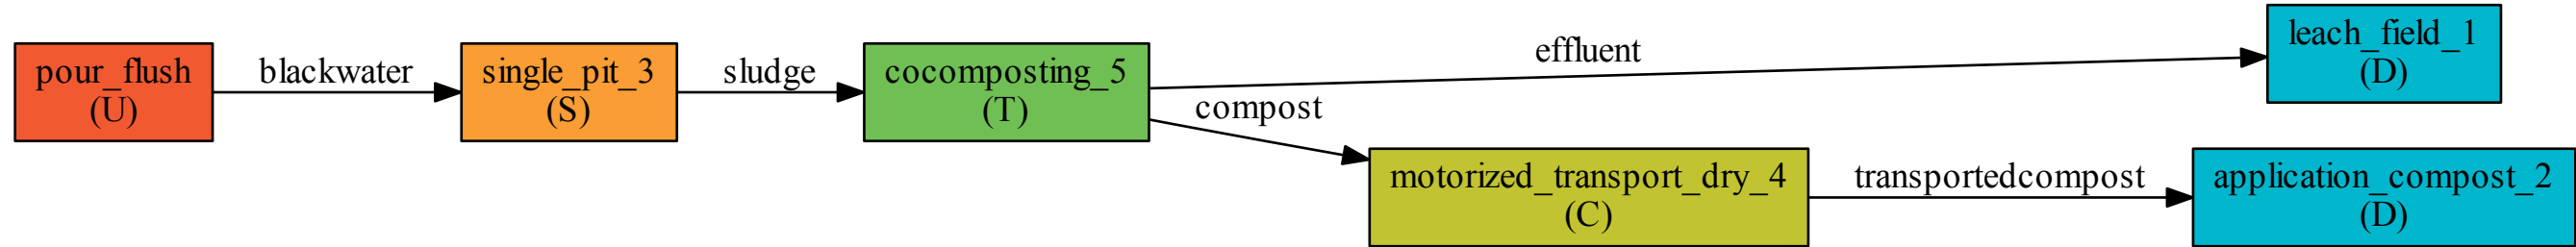 pour_flush
(U)
blackwater
single_pit_3
(S)
sludge
cocomposting_5
(T)
effluent
leach_field_1
(D)
compost
motorized_transport_dry_4
(C)
transportedcompost
application_compost_2
(D)